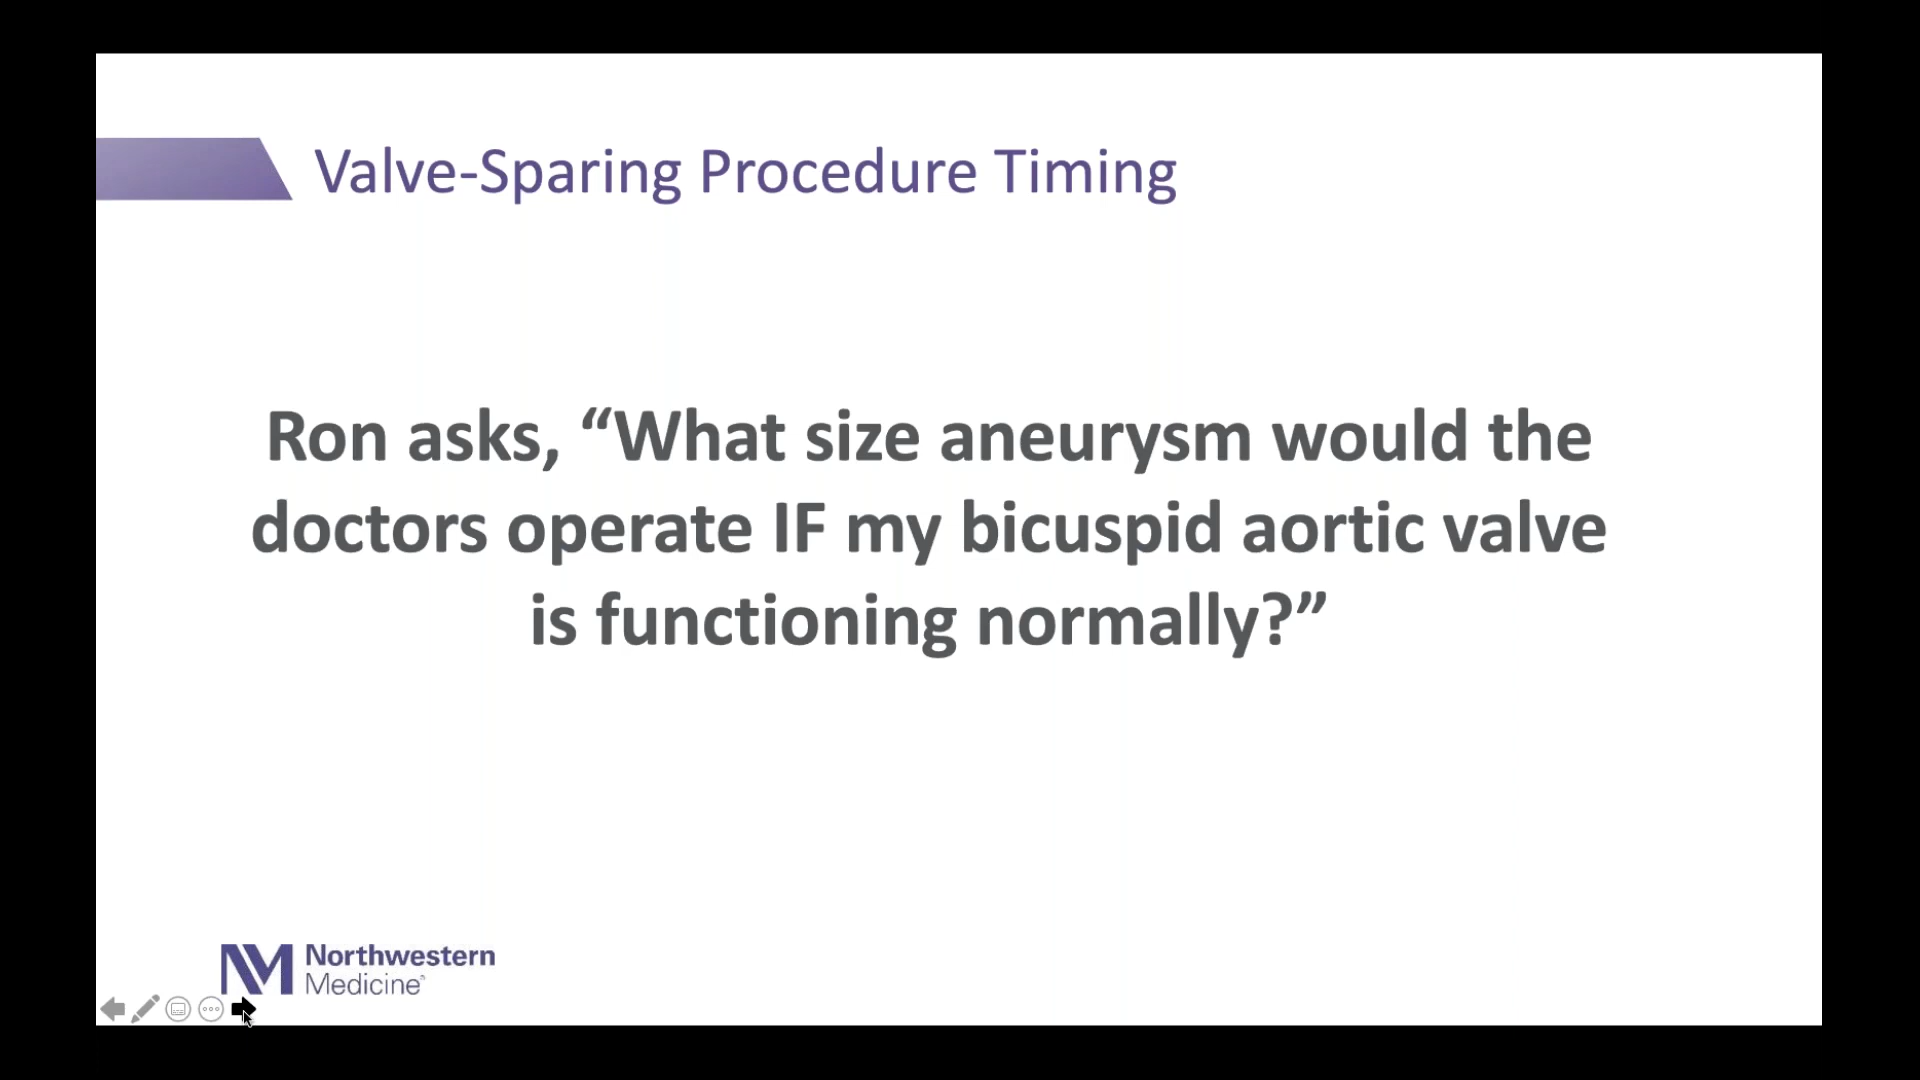 Valve-Sparing Procedure Timing
Ron asks, “What size aneurysm would the
doctors operate IF my bicuspid aortic valve
is functioning normally?”
NM Northwestern
Medicine®